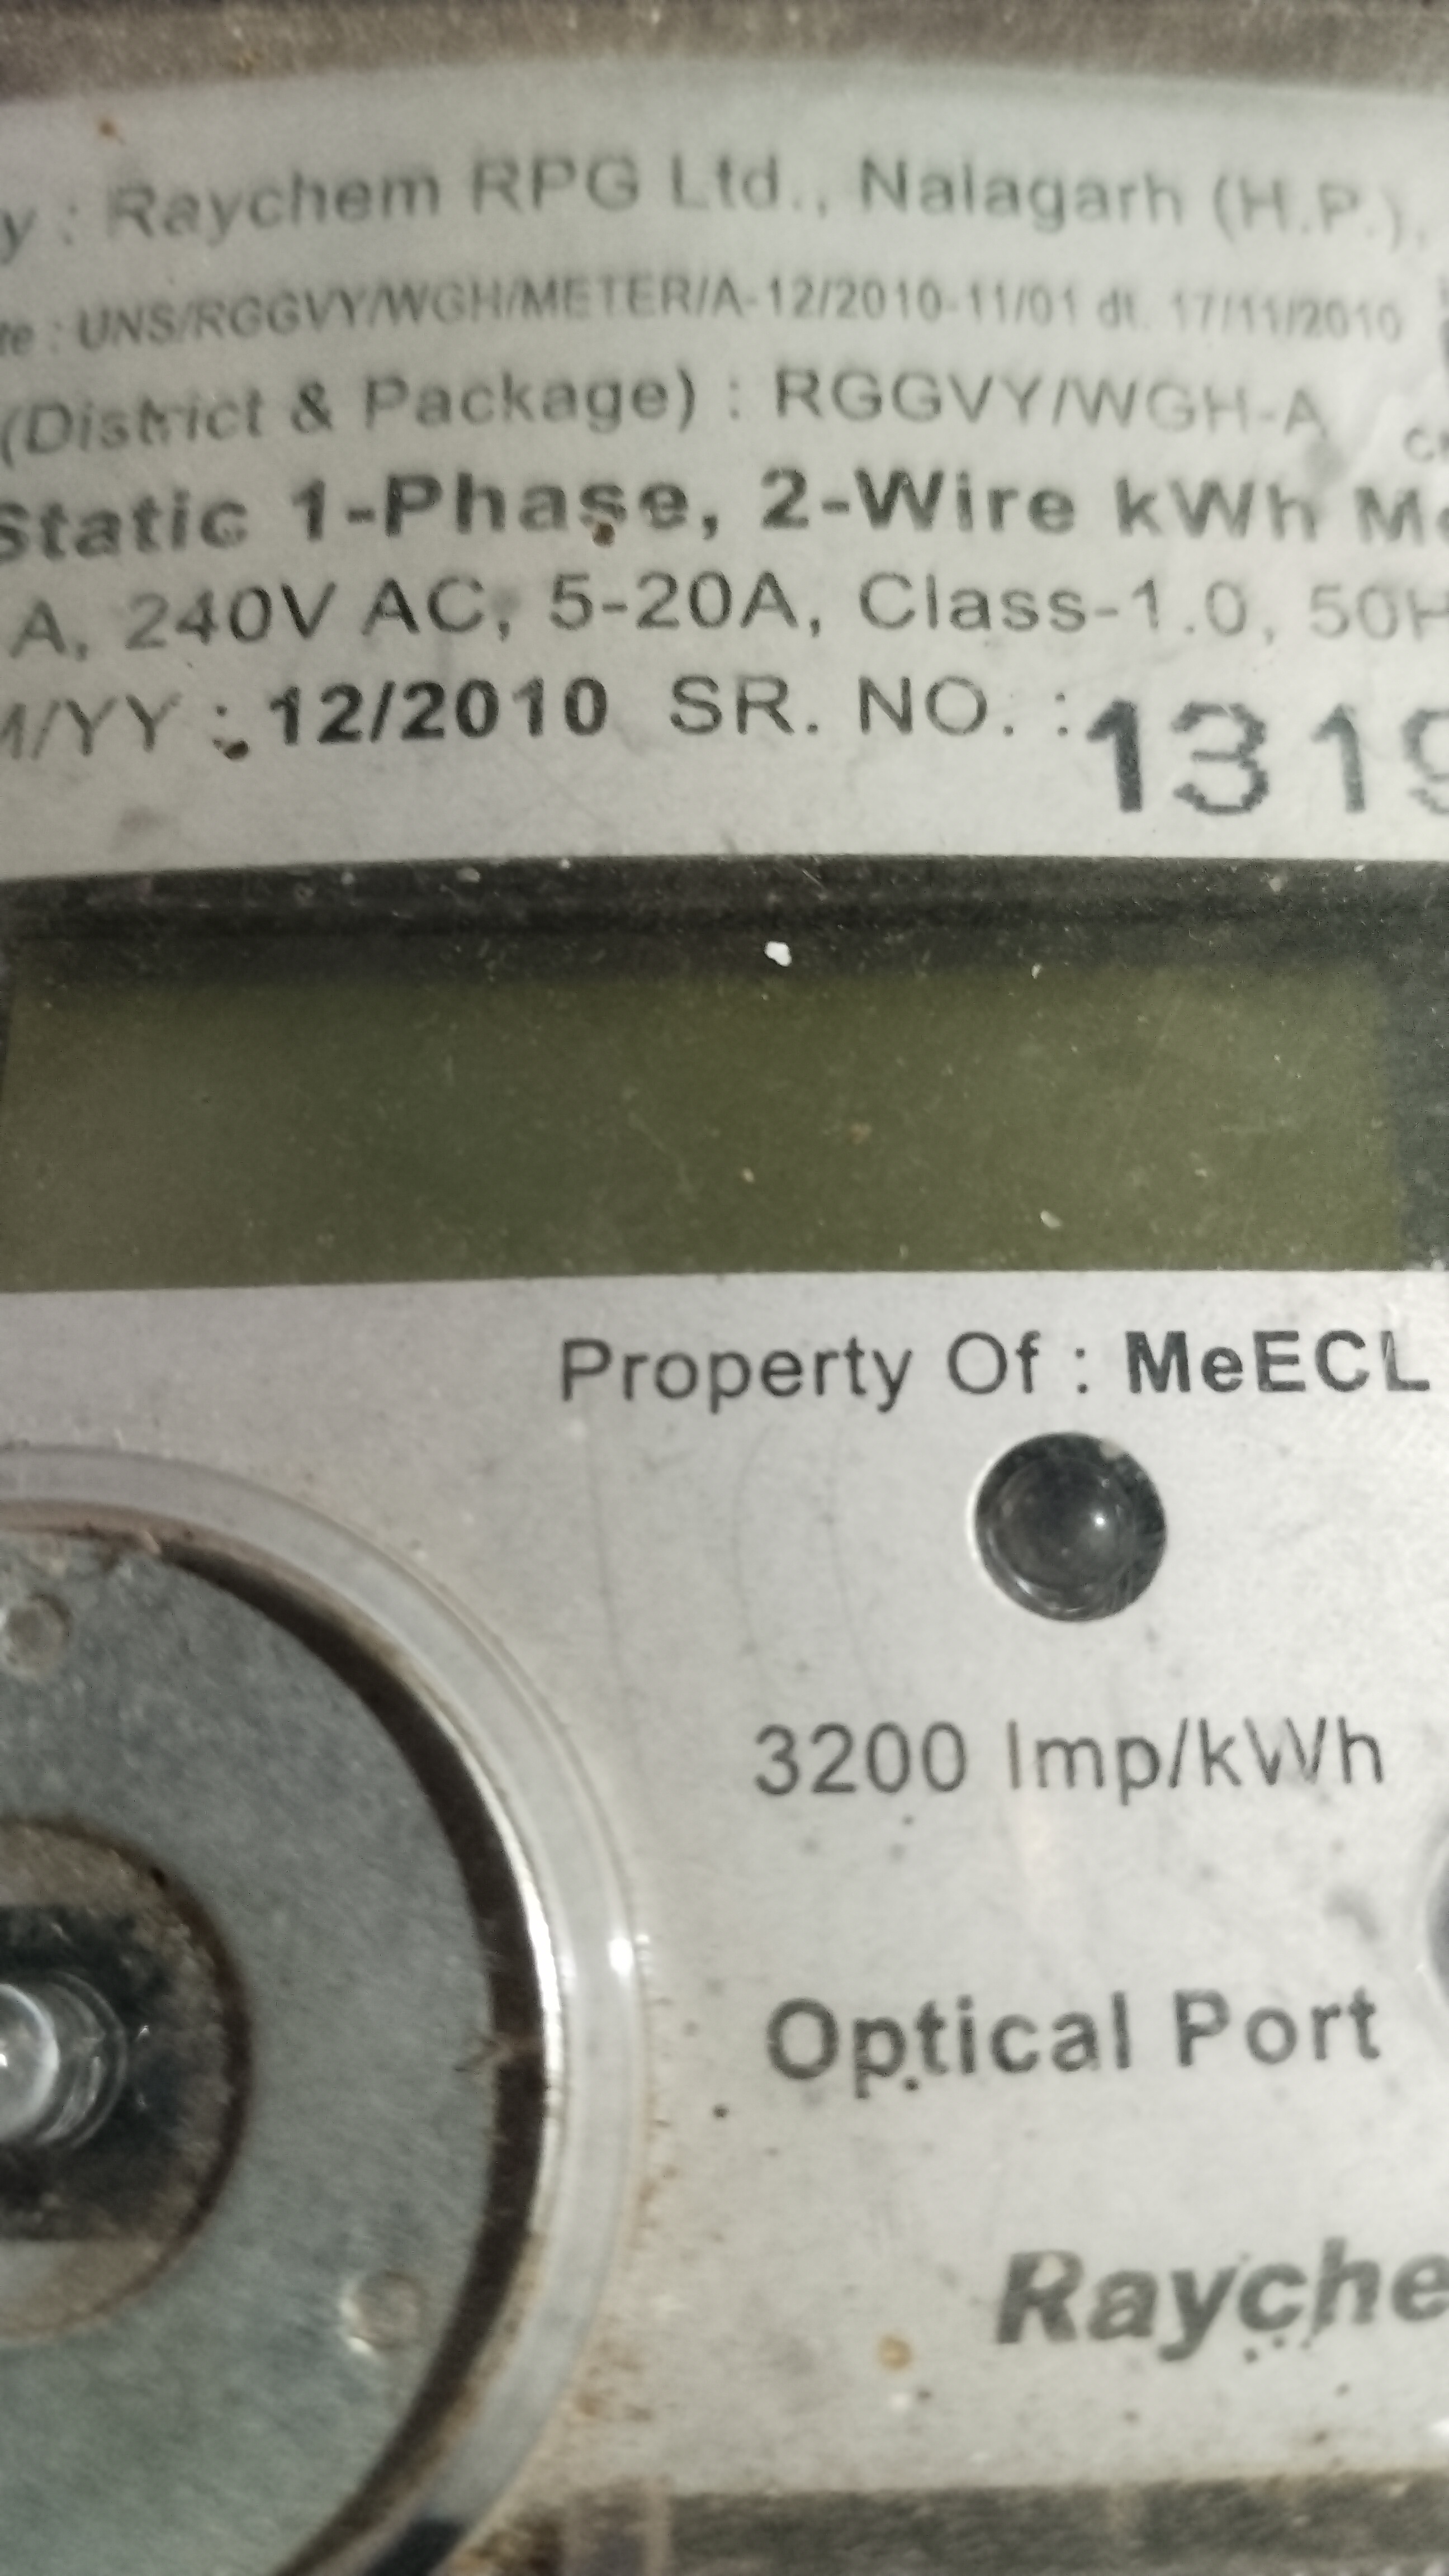 y : Raychem RPG Ltd., Nalagarh (H.P.),
te : UNS/RGGVY/WGH/METER/A-12/2010-11/01 dt. 17/11/2010
(District & Package) : RGGVY/WGH-A
Static 1-Phase, 2-Wire kWh Me
A, 240V AC, 5-20A, Class-1.0, 50H
M/YY : 12/2010 SR. NO. : 1319
Property Of : MeECL
3200 Imp/kWh
Optical Port
Rayche